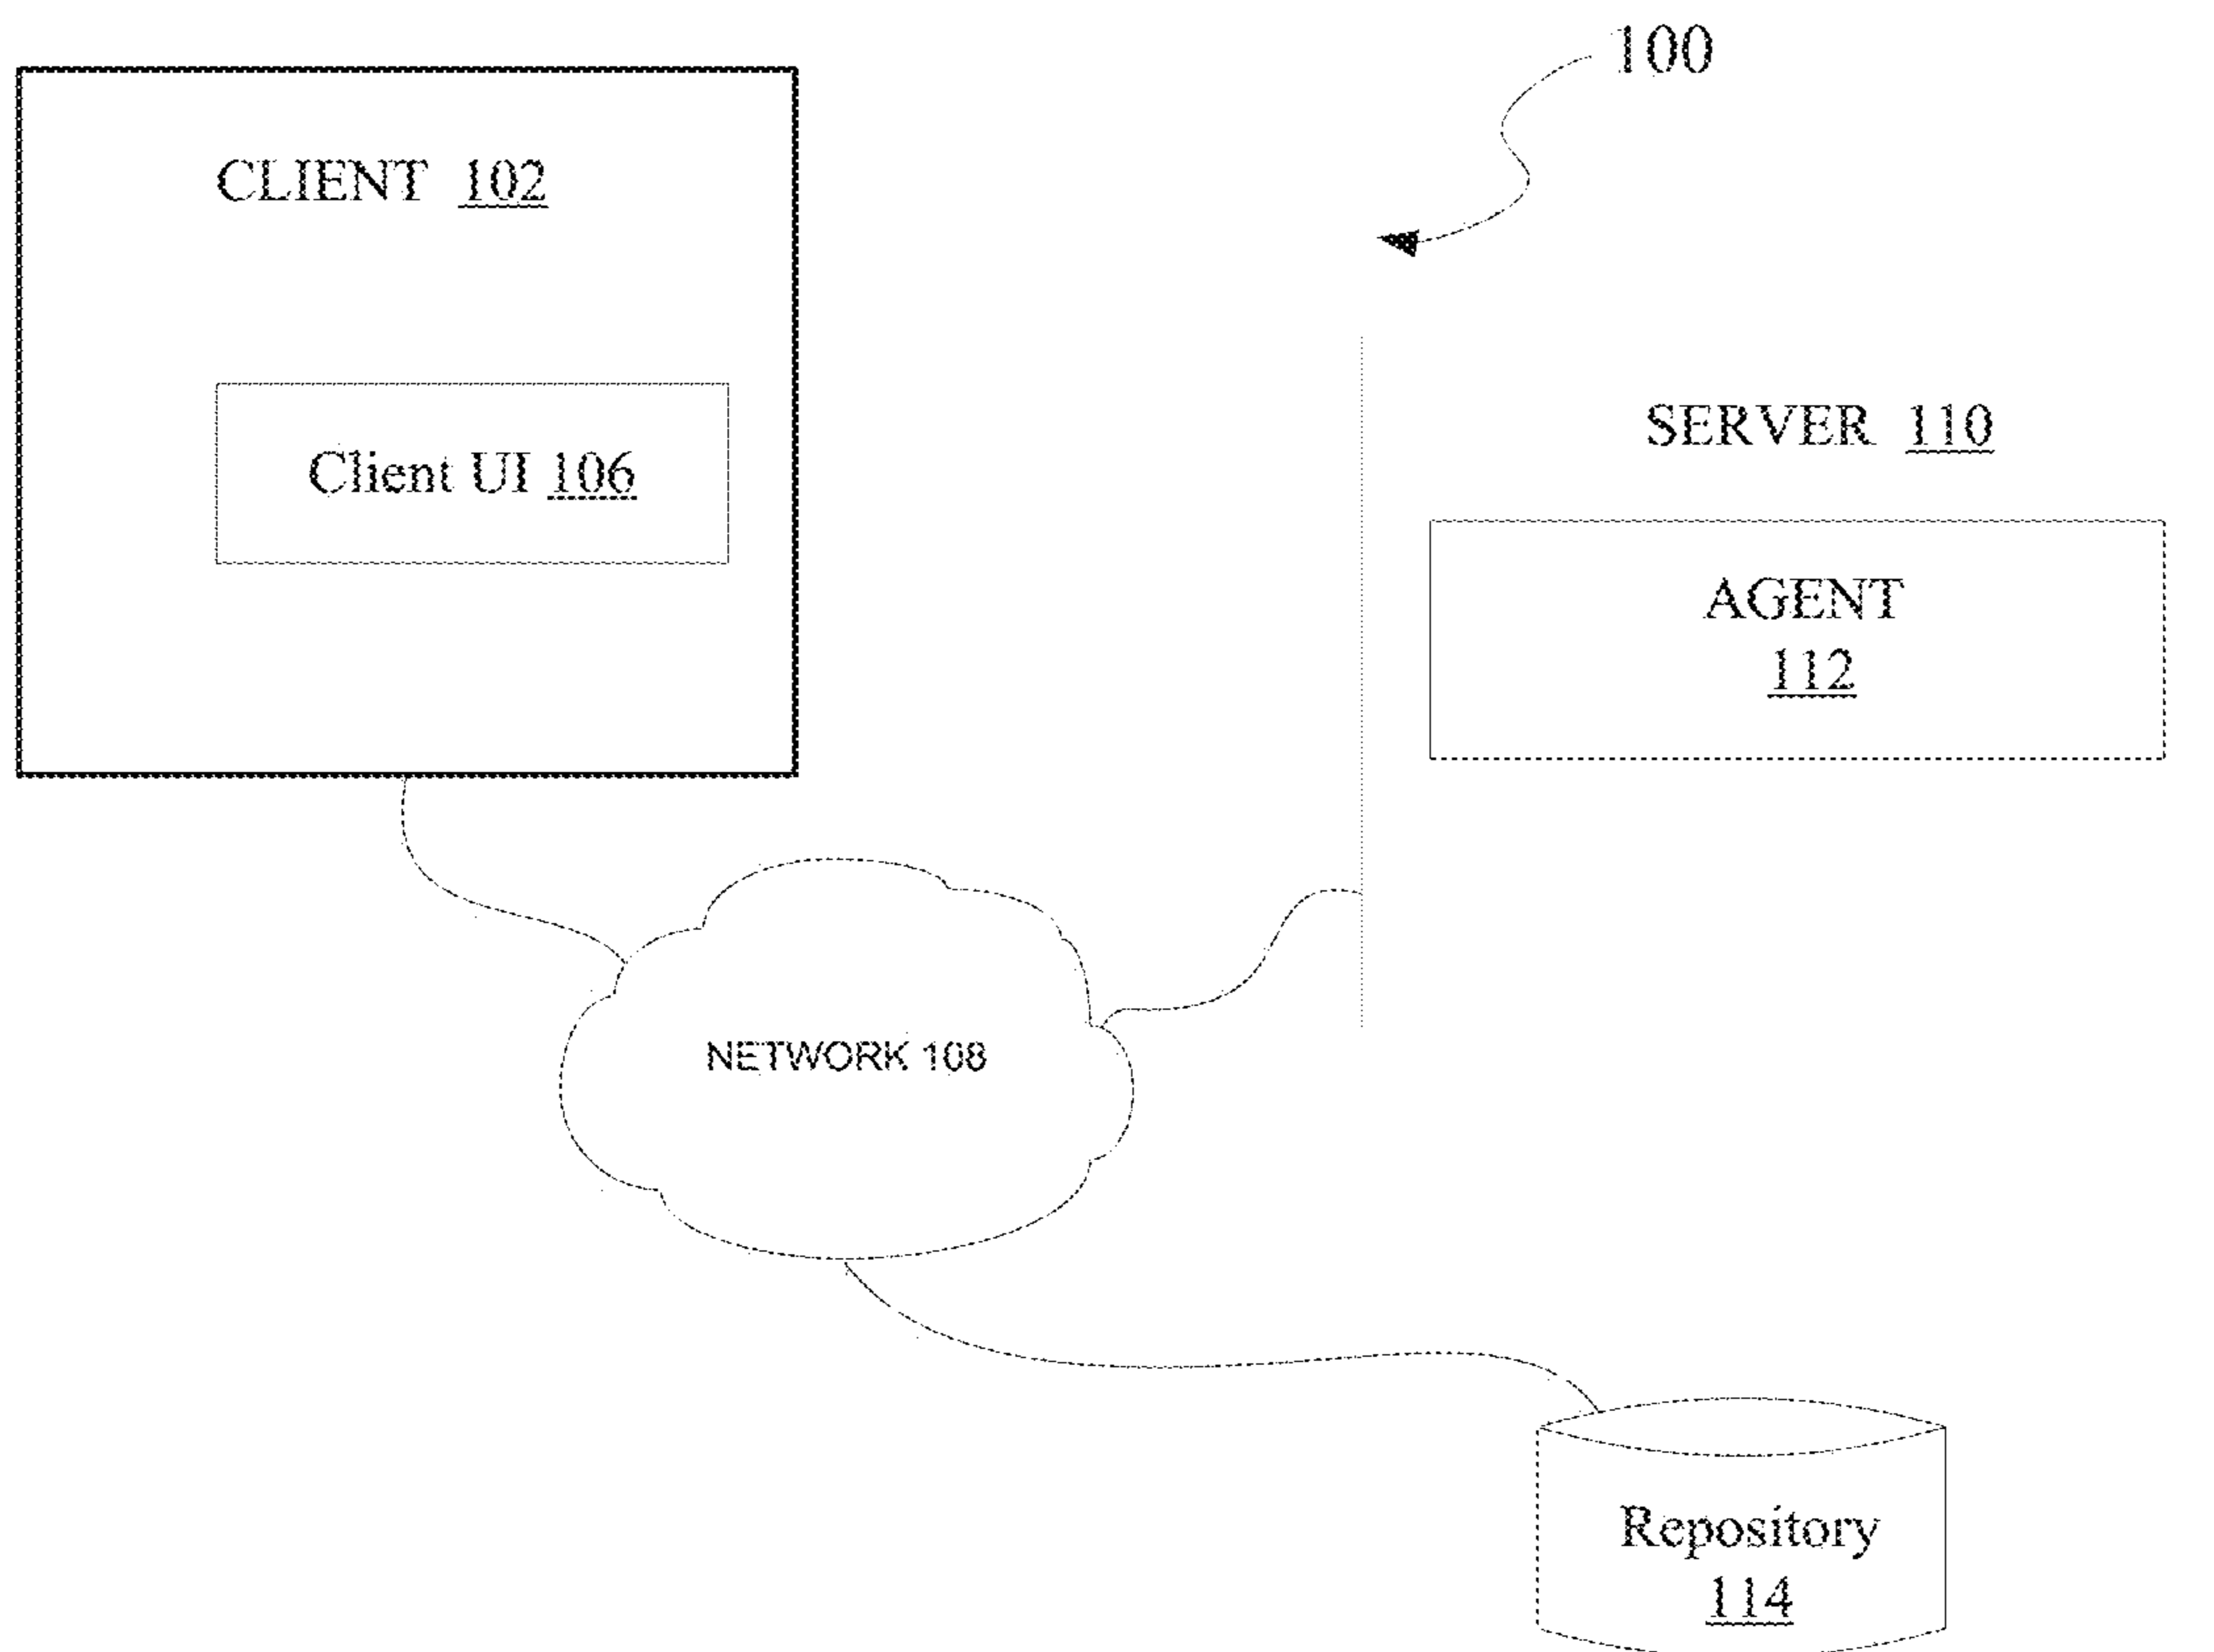 100
CLIENT 102
Client UI 106
SERVER 110
AGENT
112
NETWORK 108
Repository
114